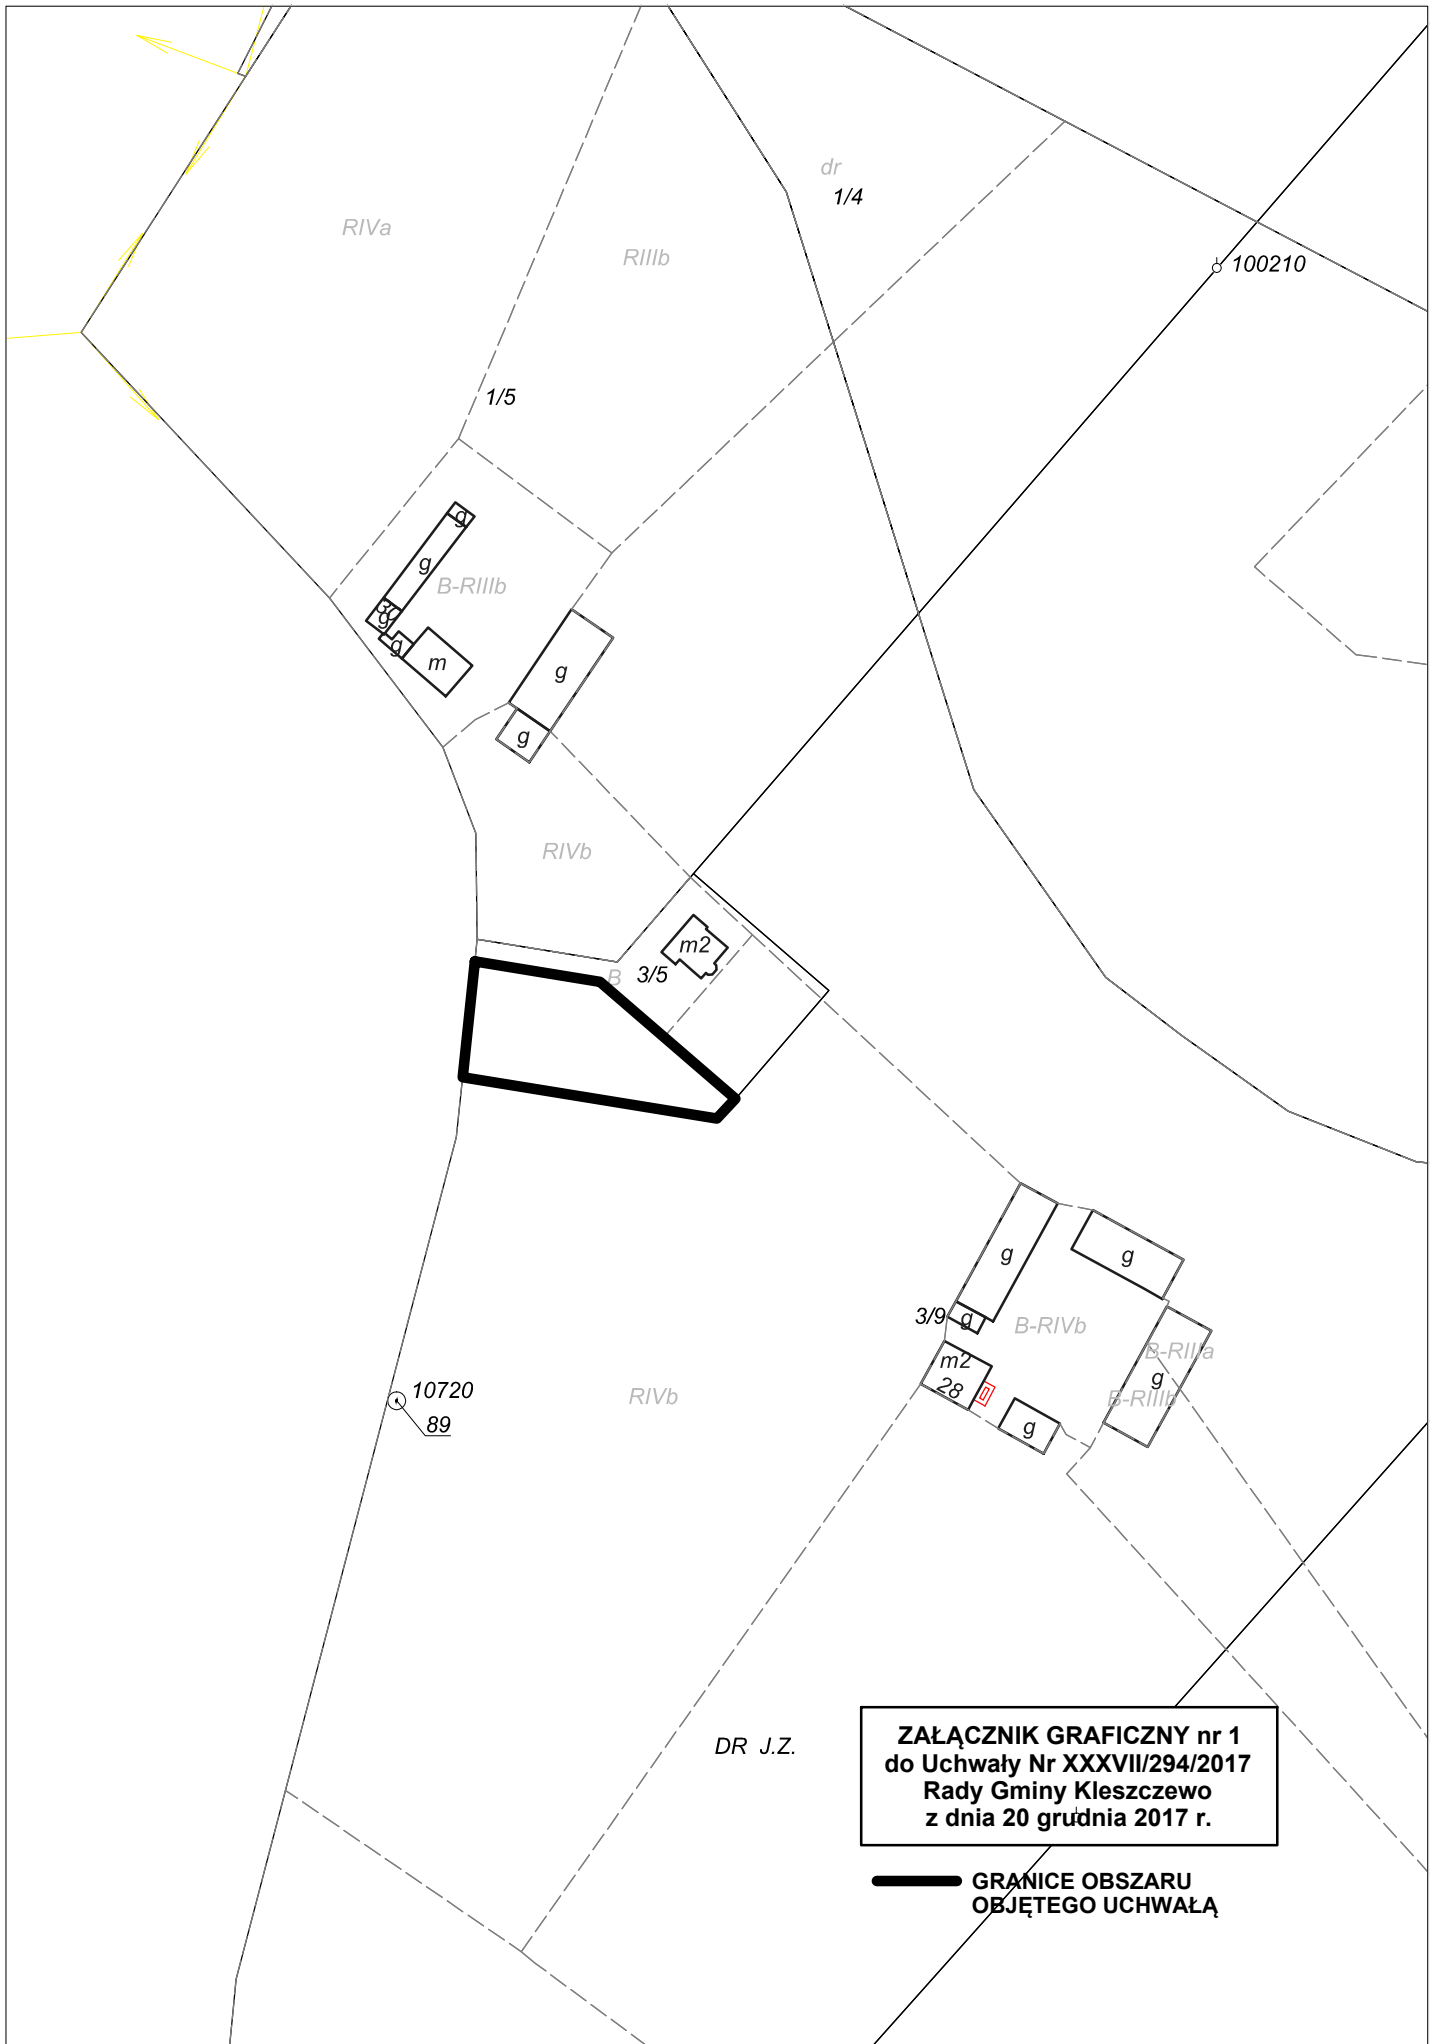 dr
1/4
RIVa
RIIIb
100210
1/5
g
g
B-RIIIb
30
g
g
m
g
g
RIVb
m2
B
3/5
g
g
3/9
g
B-RIVb
B-RIIIa
m2
g
28
10720
RIVb
B-RIIIb
89
g
DR J.Z.
ZAŁĄCZNIK GRAFICZNY nr 1
do Uchwały Nr XXXVII/294/2017
Rady Gminy Kleszczewo
z dnia 20 grudnia 2017 r.
GRANICE OBSZARU
OBJĘTEGO UCHWAŁĄ